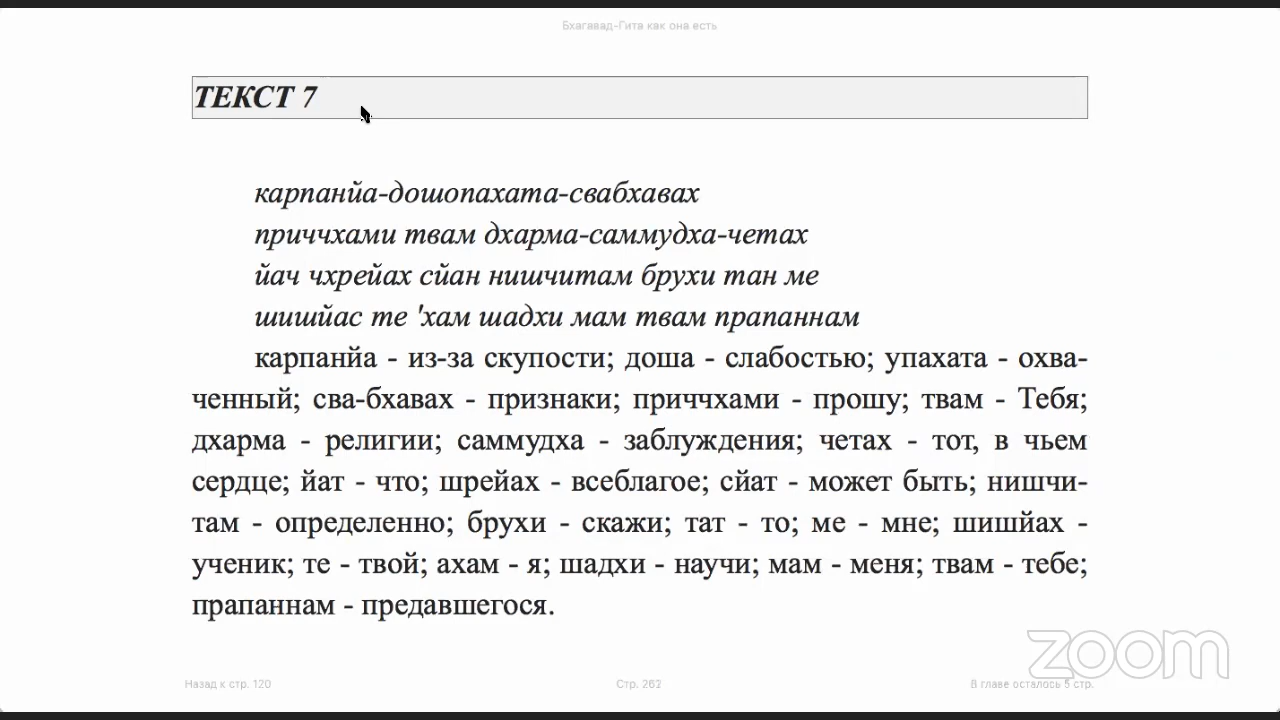 Бхагавад-Гита как она есть
ТЕКСТ 7
карпанйа-дошопахата-свабхавах
приччхами твам дхарма-саммудха-четах
йач чхрейах сйан нишчитам брухи тан ме
шишйас те 'хам шадхи мам твам прапаннам
карпанйа - из-за скупости; доша - слабостью; упахата - охва-
ченный; сва-бхавах - признаки; приччхами - прошу; твам - Тебя;
дхарма - религии; саммудха - заблуждения; четах - тот, в чьем
сердце; йат - что; шрейах - всеблагое; сйат - может быть; нишчи-
там - определенно; брухи - скажи; тат - то; ме - мне; шишйах -
ученик; те - твой; ахам - я; шадхи - научи; мам - меня; твам - тебе;
прапаннам - предавшегося.
zoom
Назад к стр. 120
Стр. 262
В главе осталось 5 стр.